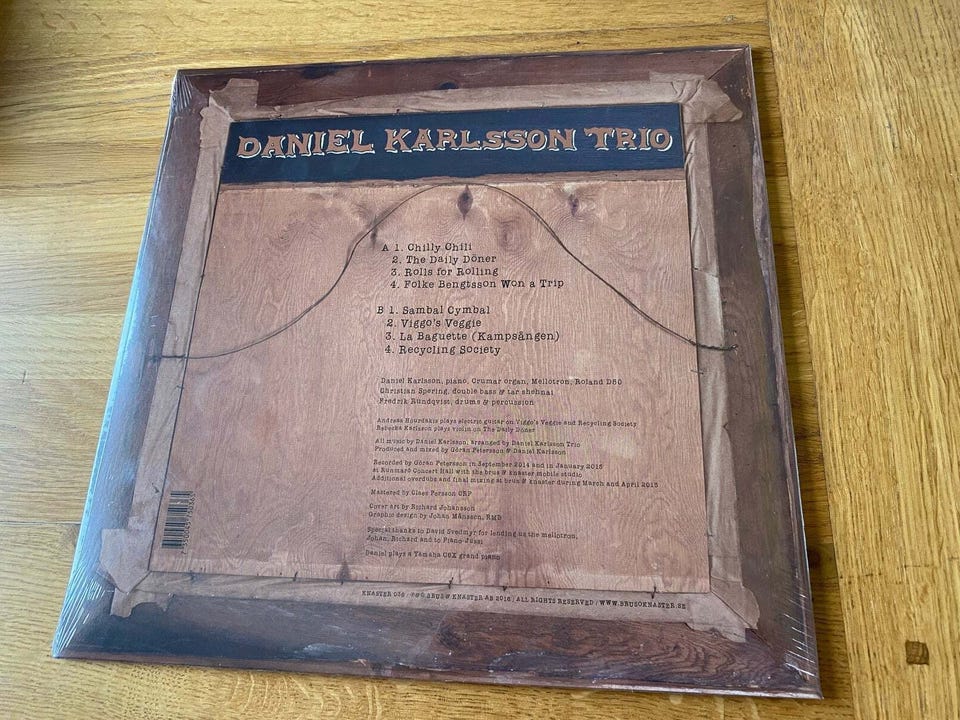 DANIEL KARLSSON TRIO
A 1. Chilly Chili
2. The Daily Döner
3. Rolls for Rolling
4. Folke Bengtsson Won a Trip
B 1. Sambal Cymbal
2. Viggo's Veggie
3. La Baguette (Kampsången)
4. Recycling Society
Daniel Karlsson, piano, Crumar organ, Mellotron, Roland D50
Christian Spering, double bass & tar shehnai
Fredrik Rundqvist, drums & percussion
Andreas Hourdakis plays electric guitar on Viggo's Veggie and Recycling Society
Rebecka Karlsson plays violin on The Daily Döner
All music by Daniel Karlsson, arranged by Daniel Karlsson Trio
Produced and mixed by Göran Petersson & Daniel Karlsson
Recorded by Göran Petersson in September 2014 and in January 2015
at Runmarö Concert Hall with the brus & knaster mobile studio
Additional overdubs and final mixing at brus & knaster during March and April 2015
Mastered by Claes Persson CRP
Cover art by Richard Johansson
Graphic design by Johan Månsson, RMD
Special thanks to David Svedmyr for lending us the mellotron,
Johan, Richard and to Piano-Jussi
Daniel plays a Yamaha C6X grand piano
KNASTER 036 / ℗ © BRUS & KNASTER AB 2016 / ALL RIGHTS RESERVED / WWW.BRUSOKNASTER.SE